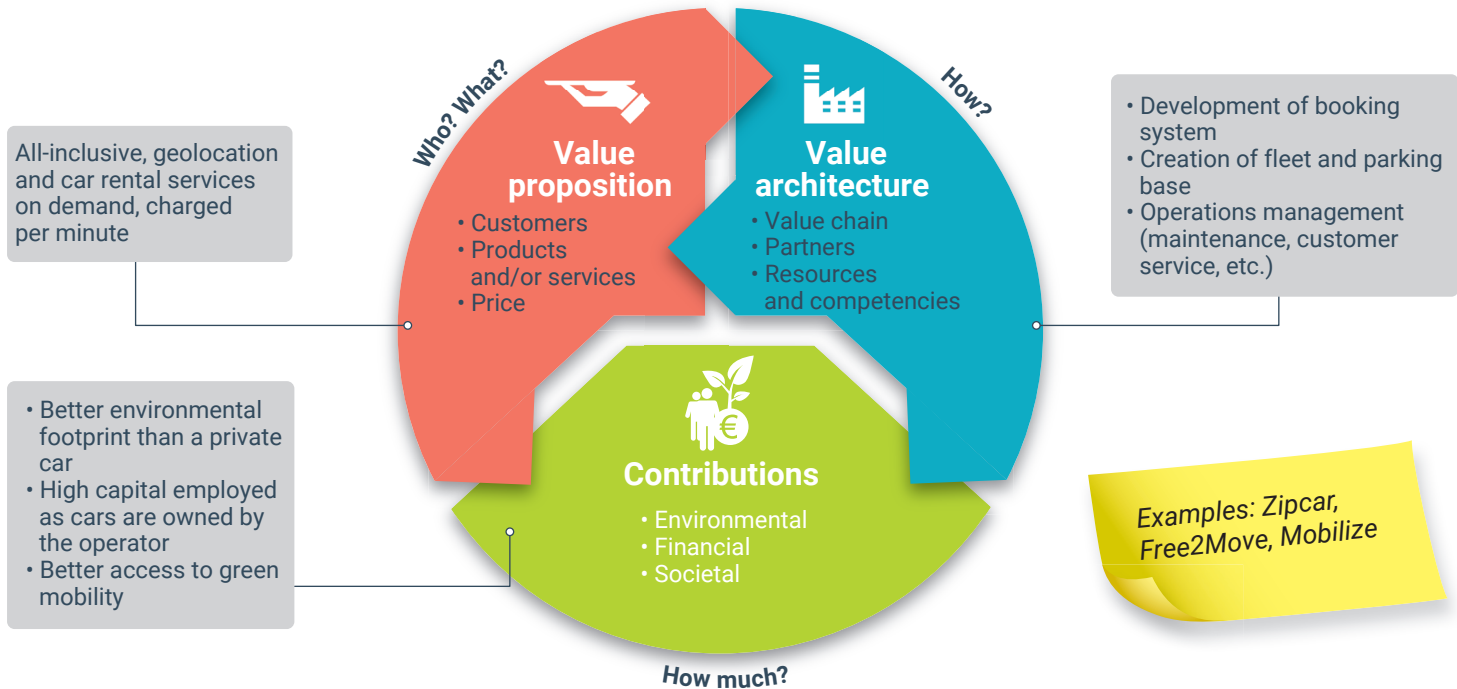 Who? What?
How?
Value
proposition
• Customers
• Products
and/or services
• Price
Value
architecture
• Value chain
• Partners
• Resources
and competencies
All-inclusive, geolocation
and car rental services
on demand, charged
per minute
• Development of booking
system
• Creation of fleet and parking
base
• Operations management
(maintenance, customer
service, etc.)
• Better environmental
footprint than a private
car
• High capital employed
as cars are owned by
the operator
• Better access to green
mobility
€
Contributions
• Environmental
• Financial
• Societal
How much?
Examples: Zipcar,
Free2Move, Mobilize